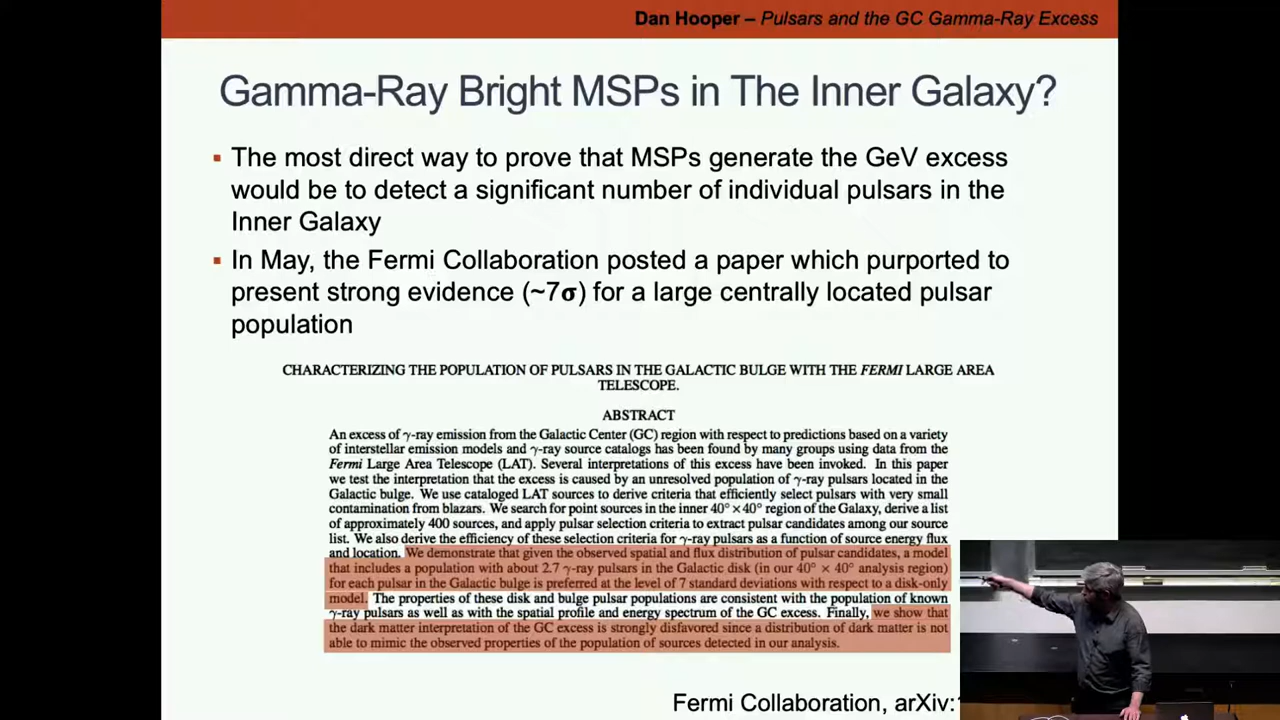 Dan Hooper – Pulsars and the GC Gamma-Ray Excess
Gamma-Ray Bright MSPs in The Inner Galaxy?
▪ The most direct way to prove that MSPs generate the GeV excess
would be to detect a significant number of individual pulsars in the
Inner Galaxy
▪ In May, the Fermi Collaboration posted a paper which purported to
present strong evidence (~7σ) for a large centrally located pulsar
population
CHARACTERIZING THE POPULATION OF PULSARS IN THE GALACTIC BULGE WITH THE FERMI LARGE AREA
TELESCOPE.
ABSTRACT
An excess of γ-ray emission from the Galactic Center (GC) region with respect to predictions based on a variety
of interstellar emission models and γ-ray source catalogs has been found by many groups using data from the
Fermi Large Area Telescope (LAT). Several interpretations of this excess have been invoked. In this paper
we test the interpretation that the excess is caused by an unresolved population of γ-ray pulsars located in the
Galactic bulge. We use cataloged LAT sources to derive criteria that efficiently select pulsars with very small
contamination from blazars. We search for point sources in the inner 40° × 40° region of the Galaxy, derive a list
of approximately 400 sources, and apply pulsar selection criteria to extract pulsar candidates among our source
list. We also derive the efficiency of these selection criteria for γ-ray pulsars as a function of source energy flux
and location. We demonstrate that given the observed spatial and flux distribution of pulsar candidates, a model
that includes a population with about 2.7 γ-ray pulsars in the Galactic disk (in our 40° × 40° analysis region)
for each pulsar in the Galactic bulge is preferred at the level of 7 standard deviations with respect to a disk-only
model. The properties of these disk and bulge pulsar populations are consistent with the population of known
γ-ray pulsars as well as with the spatial profile and energy spectrum of the GC excess. Finally, we show that
the dark matter interpretation of the GC excess is strongly disfavored since a distribution of dark matter is not
able to mimic the observed properties of the population of sources detected in our analysis.
Fermi Collaboration, arXiv: